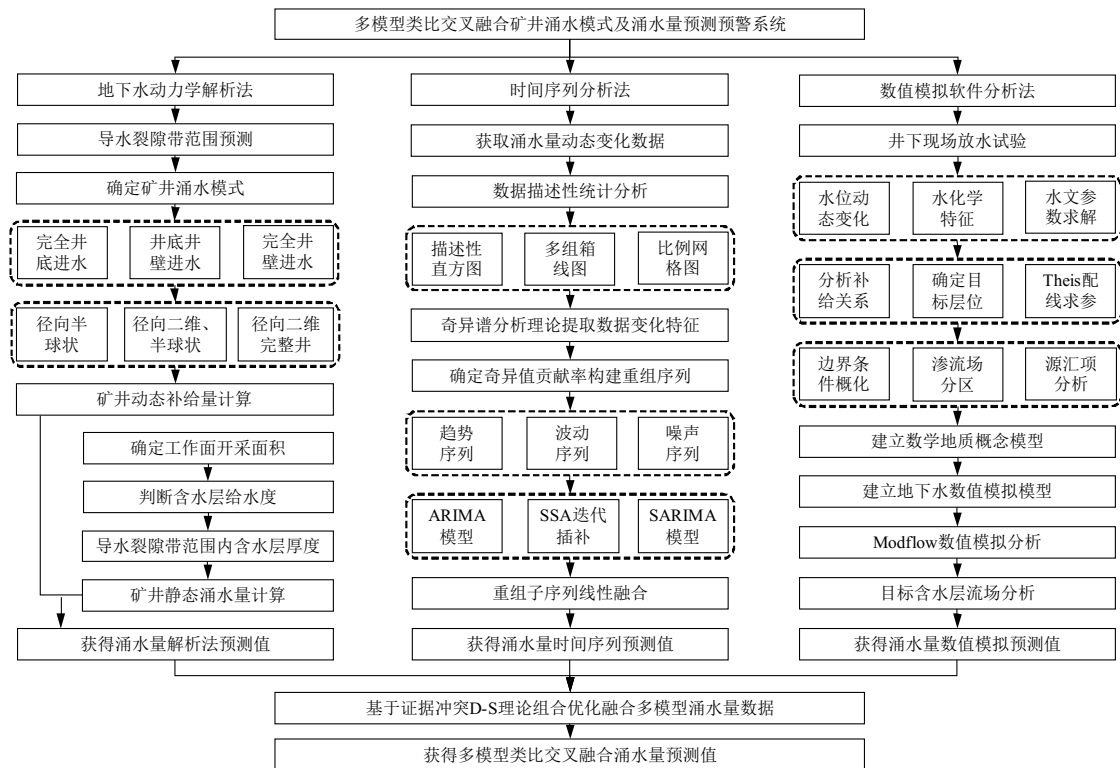 多模型类比交叉融合矿井涌水模式及涌水量预测预警系统
地下水动力学解析法
导水裂隙带范围预测
确定矿井涌水模式
完全井
底进水
井底井
壁进水
完全井
壁进水
径向半
球状
径向二维、
半球状
径向二维
完整井
矿井动态补给量计算
确定工作面开采面积
判断含水层给水度
导水裂隙带范围内含水层厚度
矿井静态涌水量计算
获得涌水量解析法预测值
时间序列分析法
获取涌水量动态变化数据
数据描述性统计分析
描述性
直方图
多组箱
线图
比例网
格图
奇异谱分析理论提取数据变化特征
确定奇异值贡献率构建重组序列
趋势
序列
波动
序列
噪声
序列
ARIMA
模型
SSA迭代
插补
SARIMA
模型
重组子序列线性融合
获得涌水量时间序列预测值
数值模拟软件分析法
井下现场放水试验
水位动
态变化
水化学
特征
水文参
数求解
分析补
给关系
确定目
标层位
Theis配
线求参
边界条
件概化
渗流场
分区
源汇项
分析
建立数学地质概念模型
建立地下水数值模拟模型
Modflow数值模拟分析
目标含水层流场分析
获得涌水量数值模拟预测值
基于证据冲突D-S理论组合优化融合多模型涌水量数据
获得多模型类比交叉融合涌水量预测值